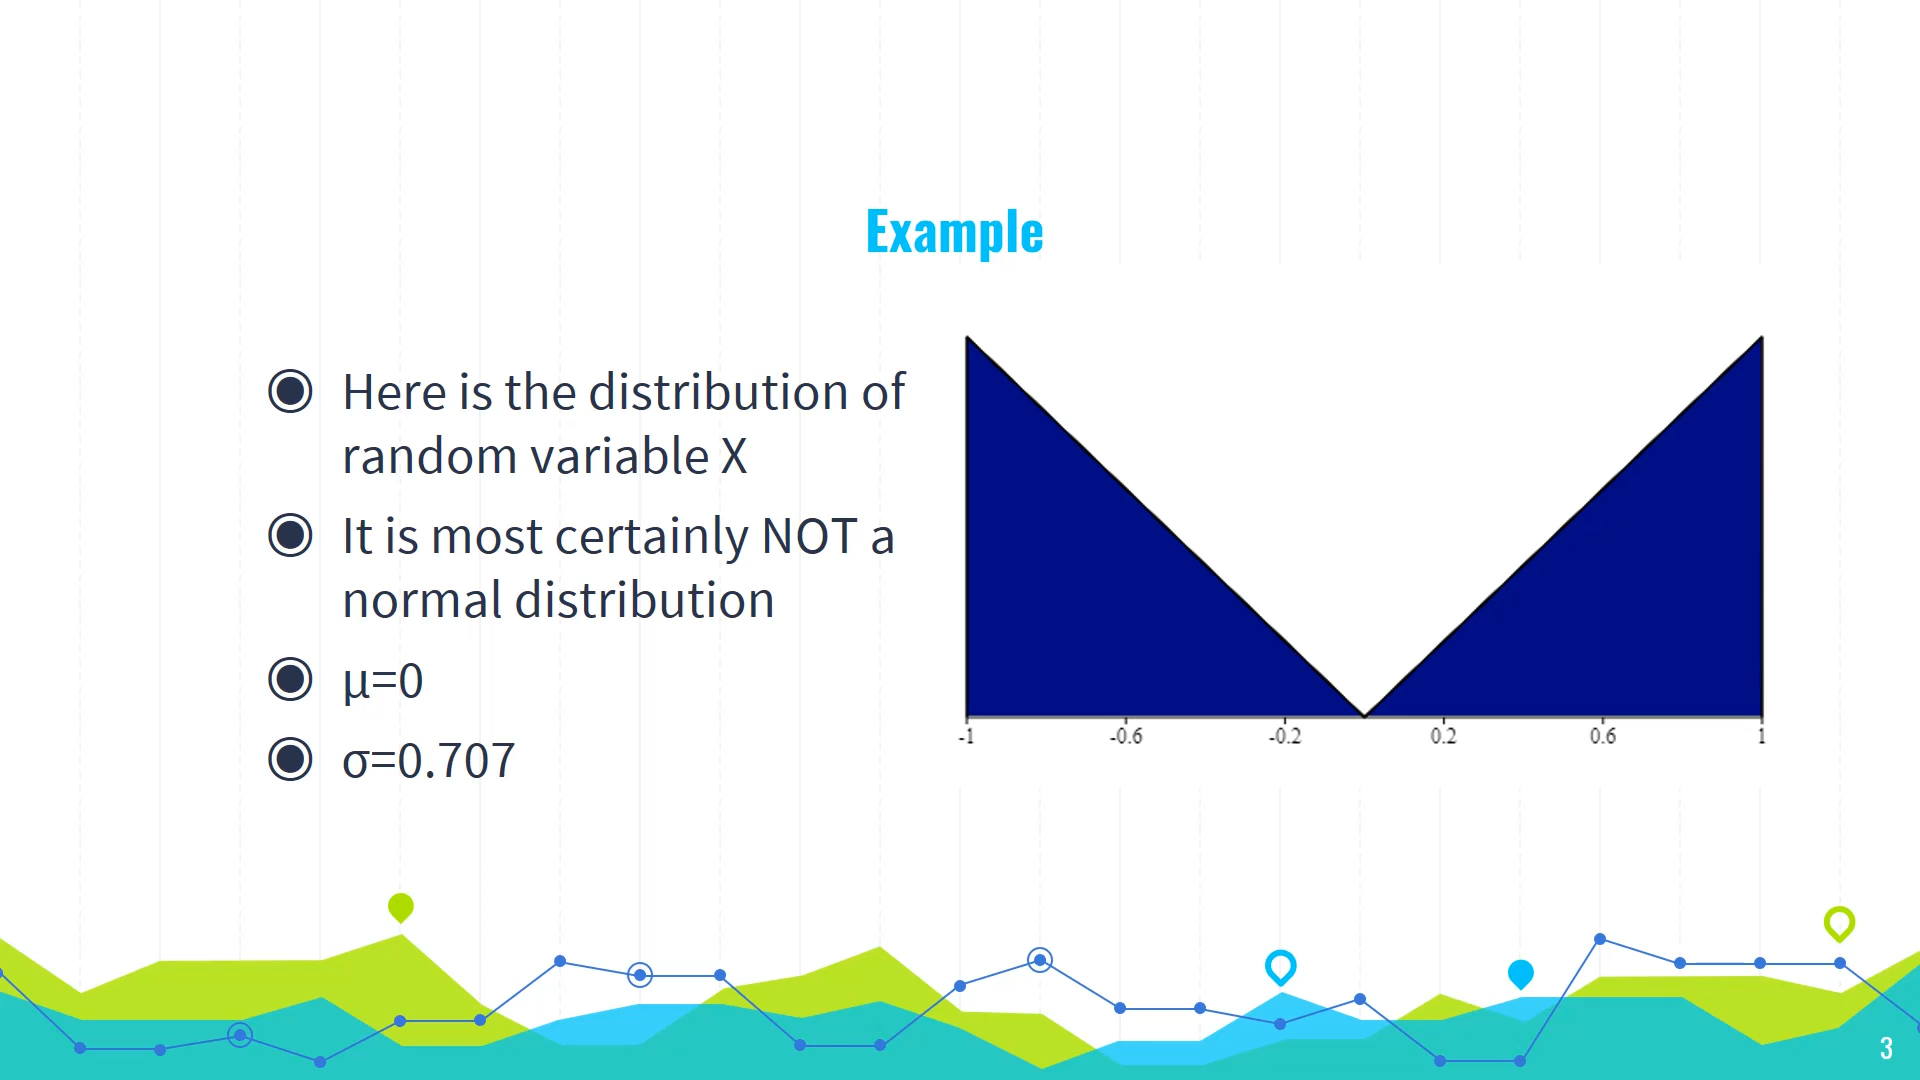 Example
◉ Here is the distribution of
random variable X
◉ It is most certainly NOT a
normal distribution
◉ μ=0
◉ σ=0.707
-1 -0.6 -0.2 0.2 0.6 1
3